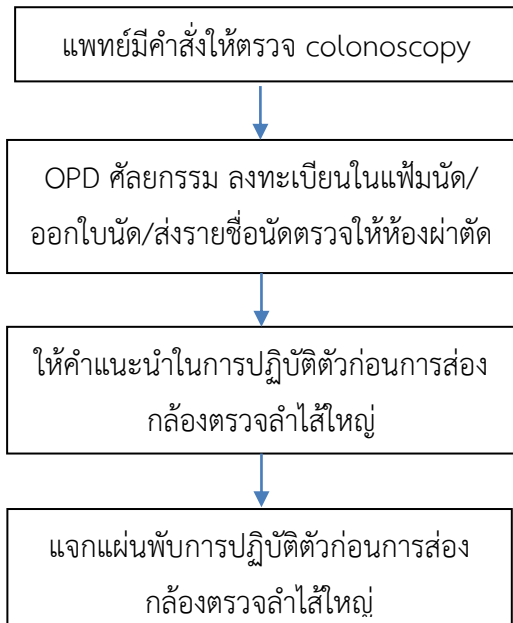 แพทย์มีคำสั่งให้ตรวจ colonoscopy
OPD ศัลยกรรม ลงทะเบียนในแฟ้มนัด/
ออกใบนัด/ส่งรายชื่อนัดตรวจให้ห้องผ่าตัด
ให้คำแนะนำในการปฏิบัติตัวก่อนการส่อง
กล้องตรวจลำไส้ใหญ่
แจกแผ่นพับการปฏิบัติตัวก่อนการส่อง
กล้องตรวจลำไส้ใหญ่